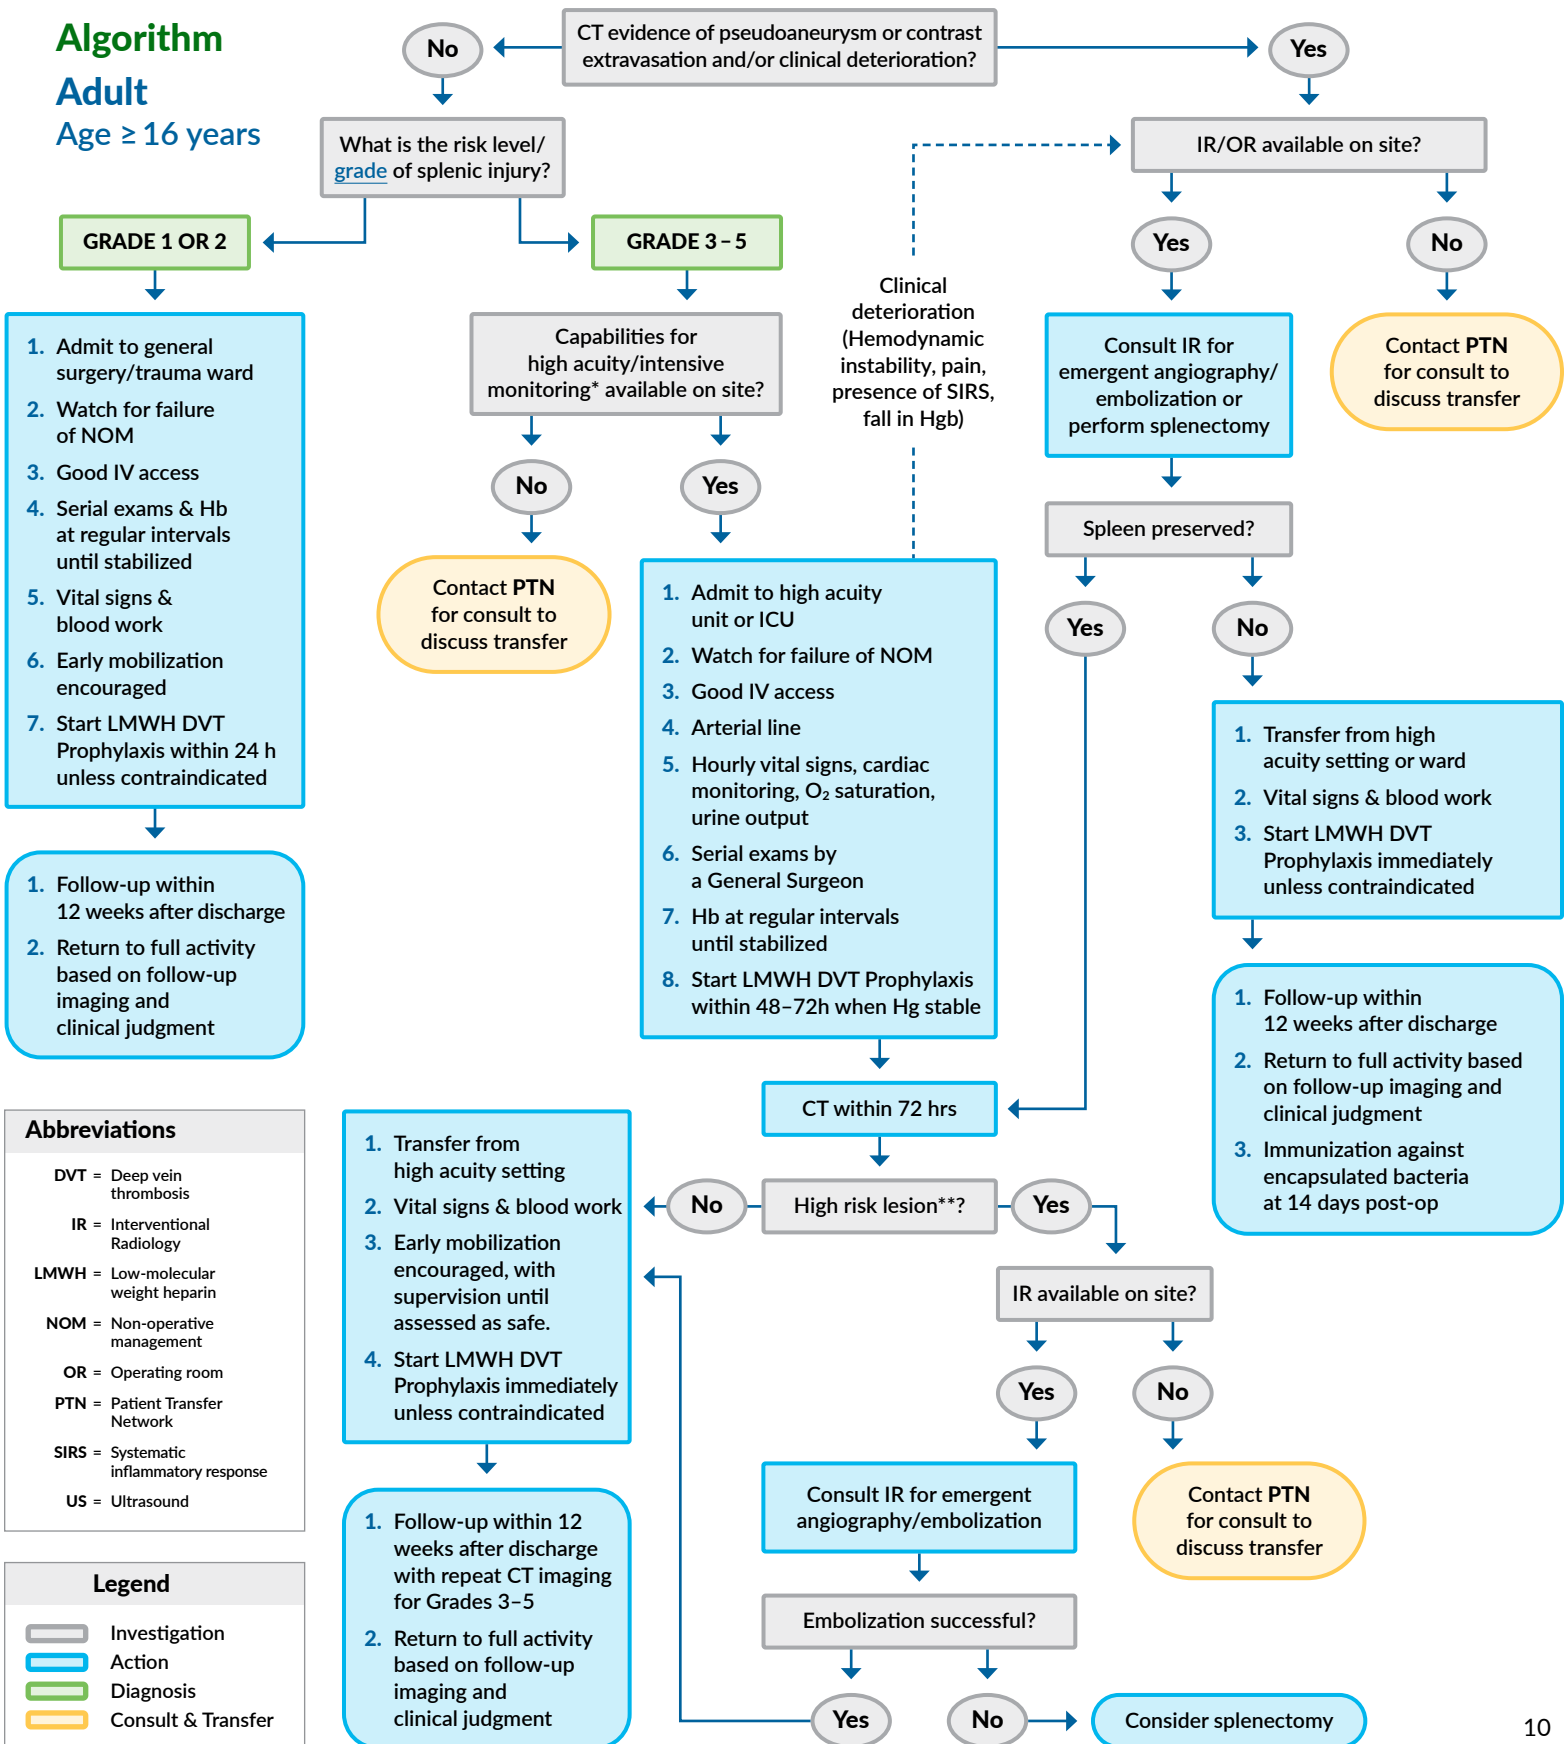 Algorithm
Adult
Age ≥ 16 years
CT evidence of pseudoaneurysm or contrast
extravasation and/or clinical deterioration?
No
Yes
What is the risk level/
grade of splenic injury?
GRADE 1 OR 2
GRADE 3–5
1. Admit to general
surgery/trauma ward
2. Watch for failure
of NOM
3. Good IV access
4. Serial exams & Hb
at regular intervals
until stabilized
5. Vital signs &
blood work
6. Early mobilization
encouraged
7. Start LMWH DVT
Prophylaxis within 24 h
unless contraindicated
1. Follow-up within
12 weeks after discharge
2. Return to full activity
based on follow-up
imaging and
clinical judgment
Capabilities for
high acuity/intensive
monitoring* available on site?
No
Yes
Contact PTN
for consult to
discuss transfer
1. Admit to high acuity
unit or ICU
2. Watch for failure of NOM
3. Good IV access
4. Arterial line
5. Hourly vital signs, cardiac
monitoring, O₂ saturation,
urine output
6. Serial exams by
a General Surgeon
7. Hb at regular intervals
until stabilized
8. Start LMWH DVT Prophylaxis
within 48–72h when Hg stable
Clinical
deterioration
(Hemodynamic
instability, pain,
presence of SIRS,
fall in Hgb)
IR/OR available on site?
Yes
No
Consult IR for
emergent angiography/
embolization or
perform splenectomy
Contact PTN
for consult to
discuss transfer
Spleen preserved?
Yes
No
1. Transfer from high
acuity setting or ward
2. Vital signs & blood work
3. Start LMWH DVT
Prophylaxis immediately
unless contraindicated
1. Follow-up within
12 weeks after discharge
2. Return to full activity based
on follow-up imaging and
clinical judgment
3. Immunization against
encapsulated bacteria
at 14 days post-op
CT within 72 hrs
High risk lesion**?
No
Yes
1. Transfer from
high acuity setting
2. Vital signs & blood work
3. Early mobilization
encouraged, with
supervision until
assessed as safe.
4. Start LMWH DVT
Prophylaxis immediately
unless contraindicated
1. Follow-up within 12
weeks after discharge
with repeat CT imaging
for Grades 3–5
2. Return to full activity
based on follow-up
imaging and
clinical judgment
IR available on site?
Yes
No
Consult IR for emergent
angiography/embolization
Contact PTN
for consult to
discuss transfer
Embolization successful?
Yes
No
Consider splenectomy
Abbreviations
DVT = Deep vein
thrombosis
IR = Interventional
Radiology
LMWH = Low-molecular
weight heparin
NOM = Non-operative
management
OR = Operating room
PTN = Patient Transfer
Network
SIRS = Systematic
inflammatory response
US = Ultrasound
Legend
Investigation
Action
Diagnosis
Consult & Transfer
10